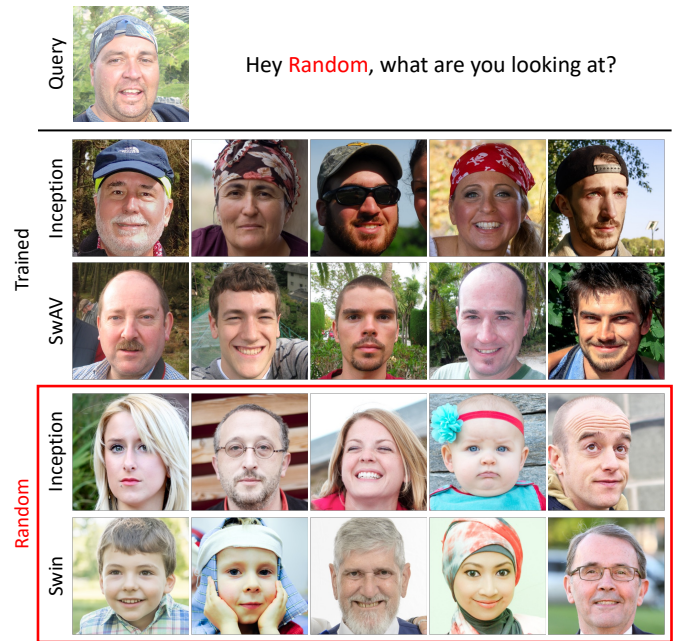 Query
Hey Random, what are you looking at?
Trained
Inception
SwAV
Random
Inception
Swin